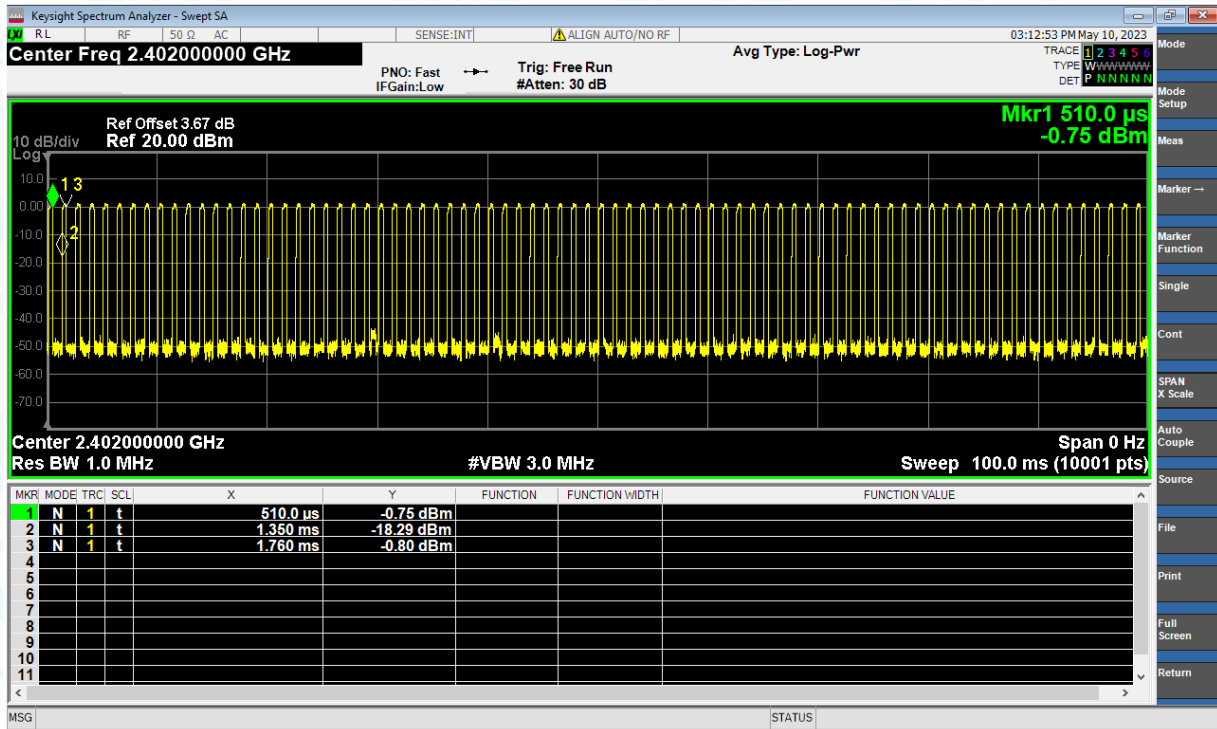 Keysight Spectrum Analyzer - Swept SA
LXI RL RF 50 Ω AC SENSE:INT ALIGN AUTO/NO RF 03:12:53 PM May 10, 2023
Center Freq 2.402000000 GHz
Avg Type: Log-Pwr
TRACE 1 2 3 4 5 6
PNO: Fast Trig: Free Run TYPE WWWWWW
IFGain:Low #Atten: 30 dB DET P N N N N N
Mkr1 510.0 µs
-0.75 dBm
Ref Offset 3.67 dB
10 dB/div Ref 20.00 dBm
Log
10.0
0.00
-10.0
-20.0
-30.0
-40.0
-50.0
-60.0
-70.0
1 3
2
Center 2.402000000 GHz Span 0 Hz
Res BW 1.0 MHz #VBW 3.0 MHz Sweep 100.0 ms (10001 pts)
MKR MODE TRC SCL X Y FUNCTION FUNCTION WIDTH FUNCTION VALUE
1 N 1 t 510.0 µs -0.75 dBm
2 N 1 t 1.350 ms -18.29 dBm
3 N 1 t 1.760 ms -0.80 dBm
4
5
6
7
8
9
10
11
MSG STATUS
Mode
Mode
Setup
Meas
Marker →
Marker
Function
Single
Cont
SPAN
X Scale
Auto
Couple
Source
File
Print
Full
Screen
Return